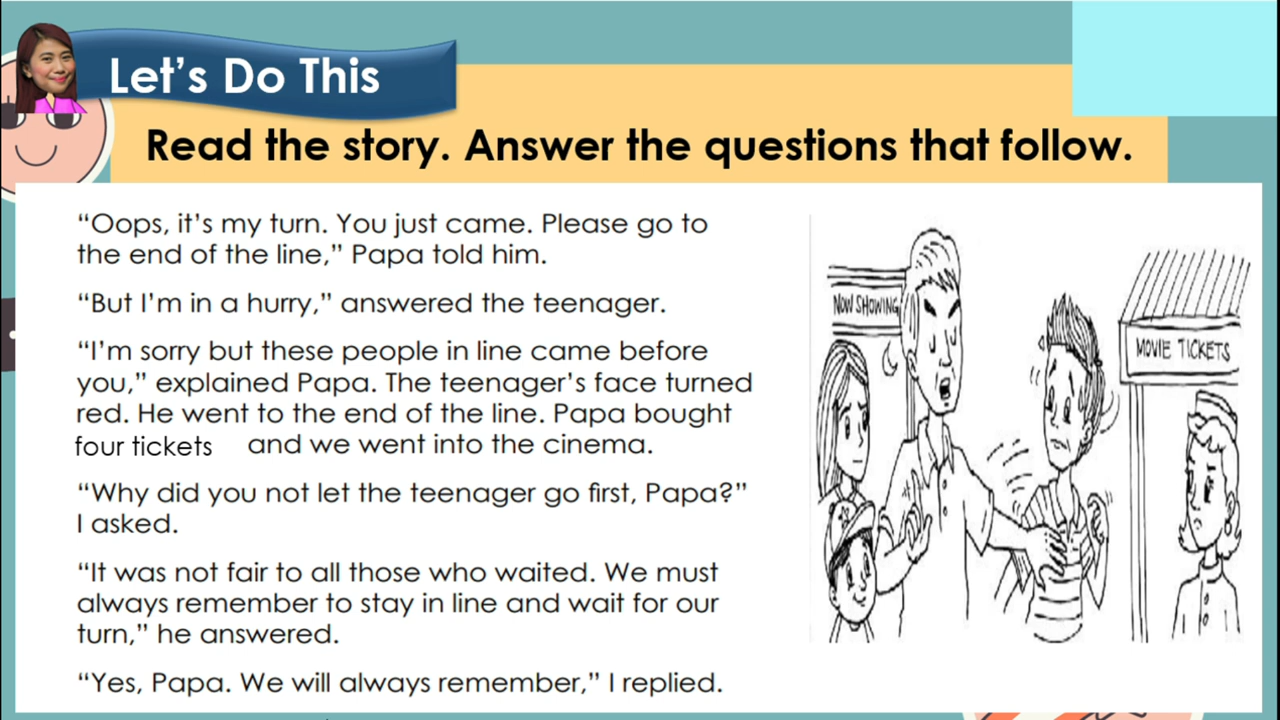 Let's Do This
Read the story. Answer the questions that follow.
“Oops, it's my turn. You just came. Please go to
the end of the line,” Papa told him.
“But I'm in a hurry,” answered the teenager.
“I'm sorry but these people in line came before
you,” explained Papa. The teenager's face turned
red. He went to the end of the line. Papa bought
four tickets and we went into the cinema.
“Why did you not let the teenager go first, Papa?”
I asked.
“It was not fair to all those who waited. We must
always remember to stay in line and wait for our
turn,” he answered.
“Yes, Papa. We will always remember,” I replied.
NOW SHOWING
MOVIE TICKETS